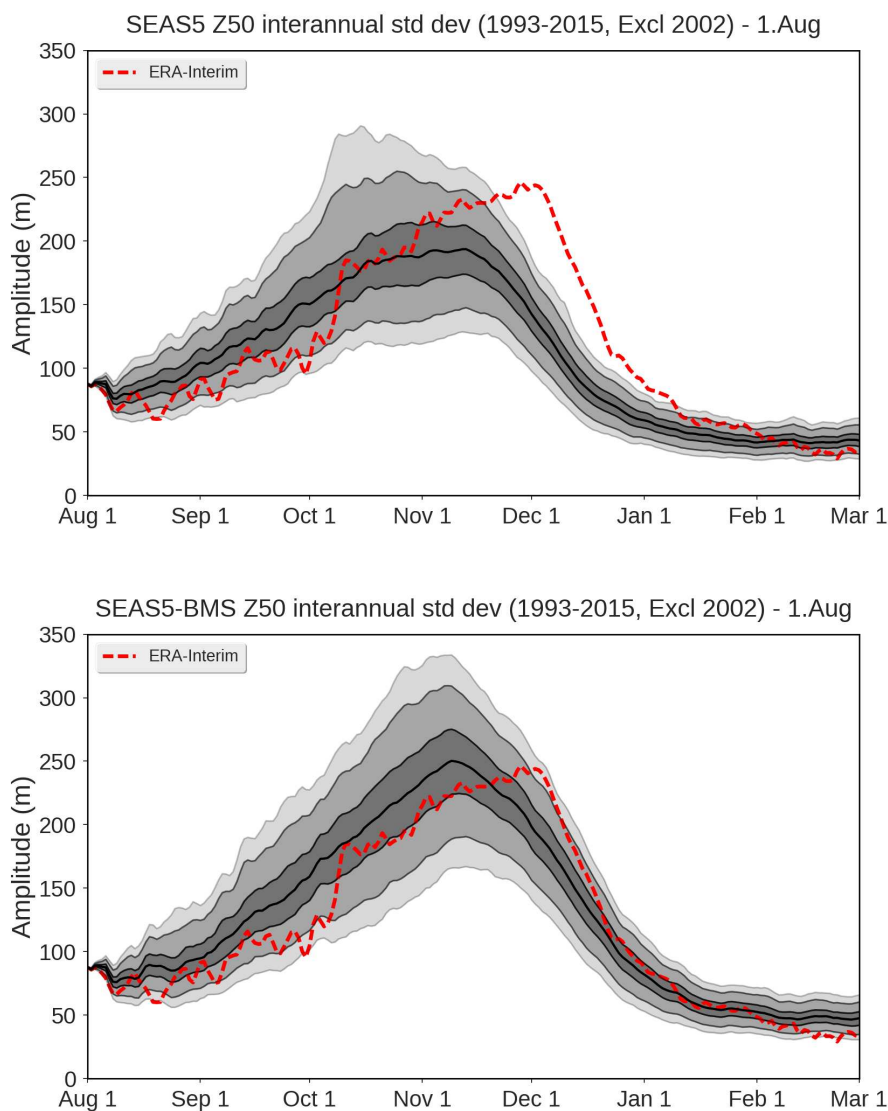 SEAS5 Z50 interannual std dev (1993-2015, Excl 2002) - 1.Aug
350
ERA-Interim
300
250
200
150
100
50
0
Amplitude (m)
Aug 1 Sep 1 Oct 1 Nov 1 Dec 1 Jan 1 Feb 1 Mar 1
SEAS5-BMS Z50 interannual std dev (1993-2015, Excl 2002) - 1.Aug
350
ERA-Interim
300
250
200
150
100
50
0
Amplitude (m)
Aug 1 Sep 1 Oct 1 Nov 1 Dec 1 Jan 1 Feb 1 Mar 1